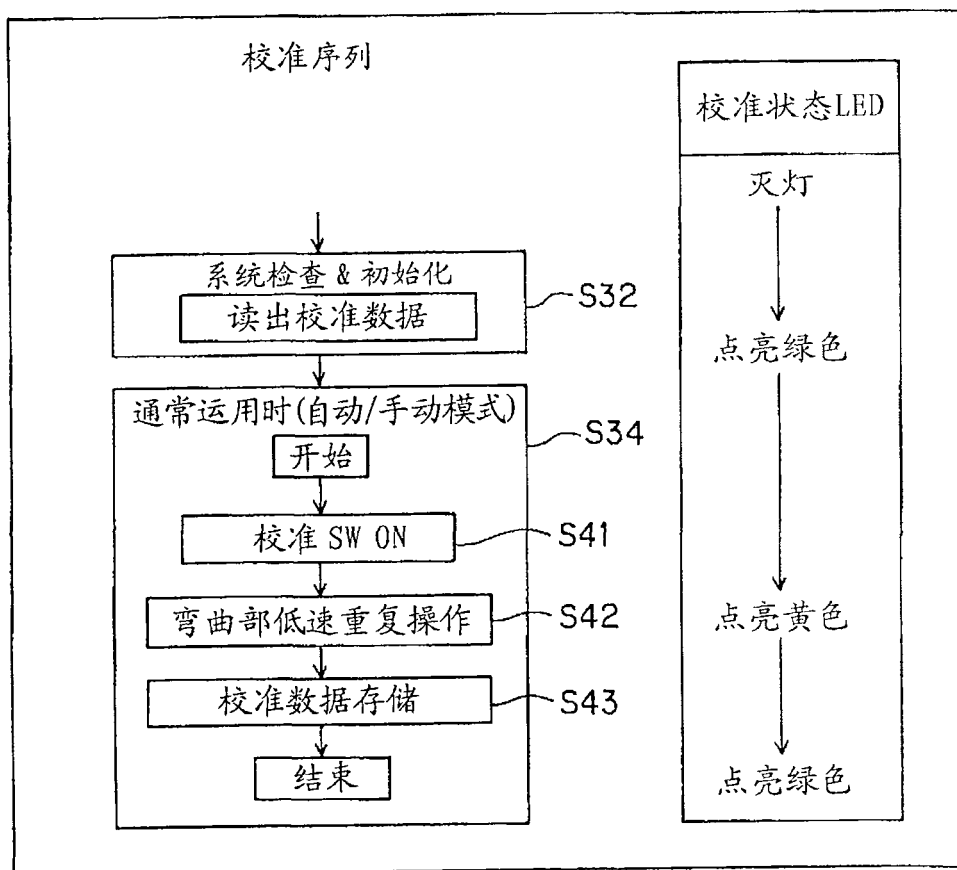 校准序列
系统检查 & 初始化
读出校准数据
S32
通常运用时(自动/手动模式)
S34
开始
校准 SW ON
S41
弯曲部低速重复操作
S42
校准数据存储
S43
结束
校准状态LED
灭灯
点亮绿色
点亮黄色
点亮绿色